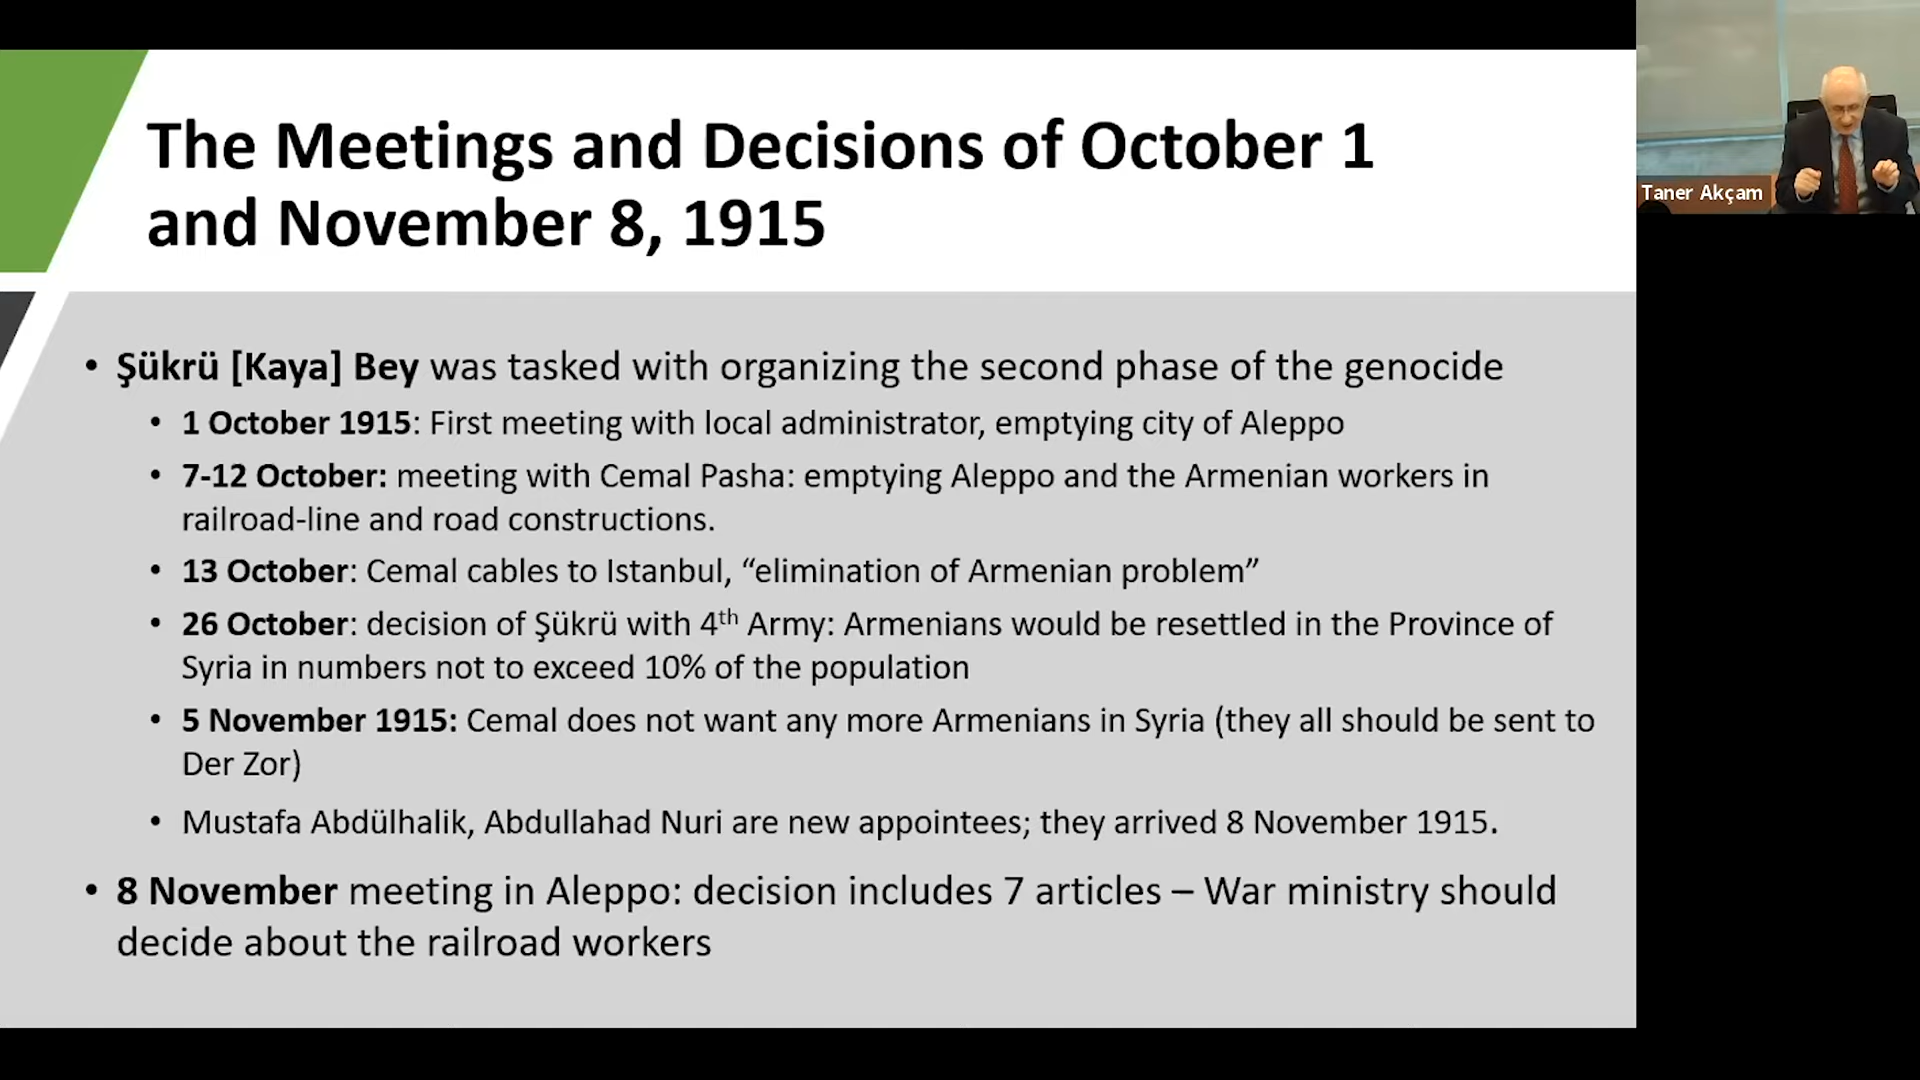 The Meetings and Decisions of October 1
and November 8, 1915
• Şükrü [Kaya] Bey was tasked with organizing the second phase of the genocide
• 1 October 1915: First meeting with local administrator, emptying city of Aleppo
• 7-12 October: meeting with Cemal Pasha: emptying Aleppo and the Armenian workers in
railroad-line and road constructions.
• 13 October: Cemal cables to Istanbul, “elimination of Armenian problem”
• 26 October: decision of Şükrü with 4th Army: Armenians would be resettled in the Province of
Syria in numbers not to exceed 10% of the population
• 5 November 1915: Cemal does not want any more Armenians in Syria (they all should be sent to
Der Zor)
• Mustafa Abdülhalik, Abdullahad Nuri are new appointees; they arrived 8 November 1915.
• 8 November meeting in Aleppo: decision includes 7 articles – War ministry should
decide about the railroad workers
Taner Akçam